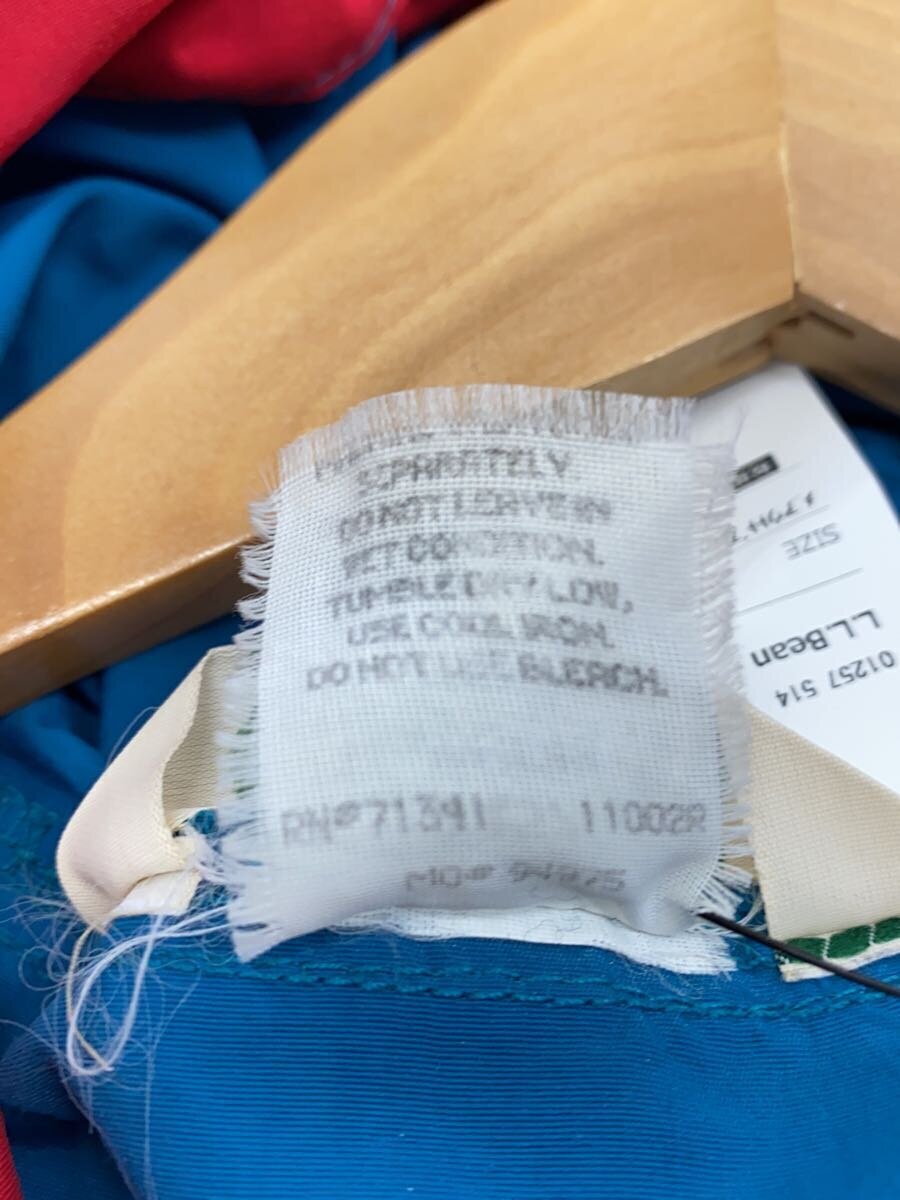 SEPARATELY.
DO NOT LEAVE IN
WET CONDITION.
TUMBLE DRY LOW,
USE COOL IRON.
DO NOT USE BLEACH.
RN#71341 11002R
MO#
SIZE
L.L.Bean
01257 514